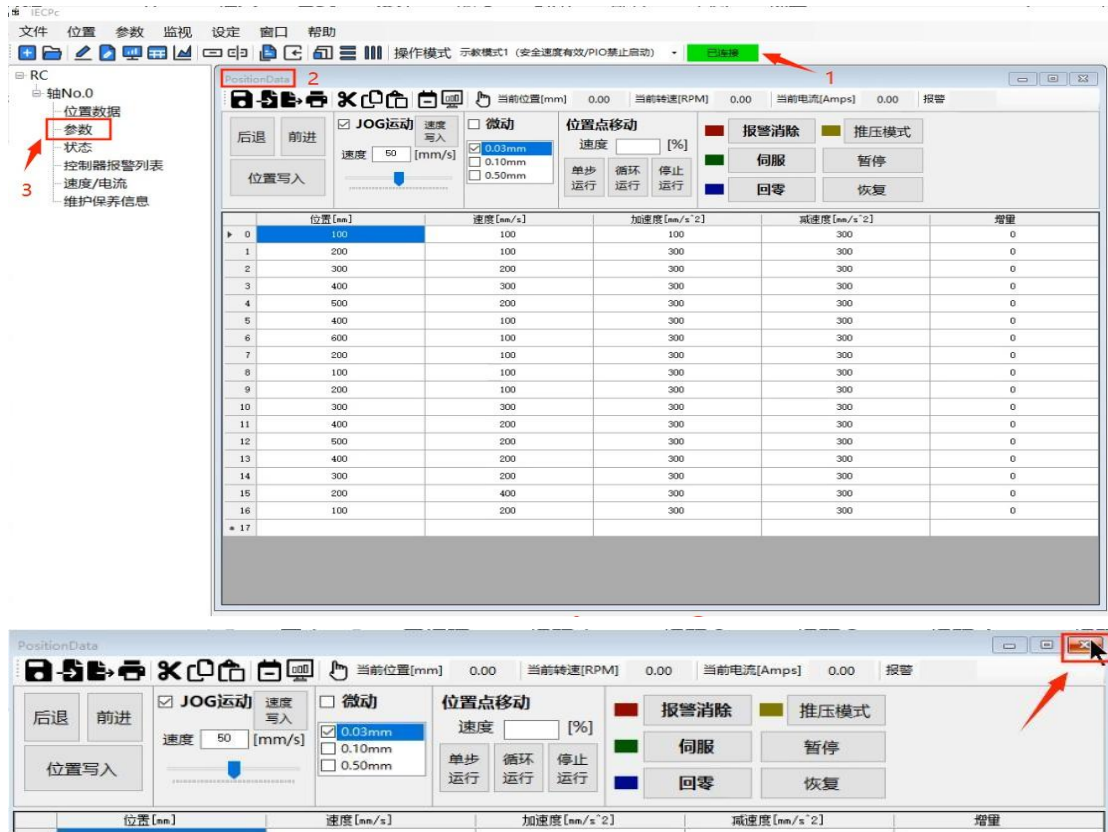 IECPc
文件 位置 参数 监视 设定 窗口 帮助
操作模式 示教模式1（安全速度有效/PIO禁止启动） 已连接
1
RC
轴No.0
位置数据
参数
状态
控制器报警列表
速度/电流
维护保养信息
3
PositionData 2
当前位置[mm] 0.00 当前转速[RPM] 0.00 当前电流[Amps] 0.00 报警
后退 前进 位置写入
JOG运动 速度写入
速度 50 [mm/s]
微动
0.03mm
0.10mm
0.50mm
位置点移动
速度 [%]
单步运行 循环运行 停止运行
报警消除 推压模式
伺服 暂停
回零 恢复
位置[mm] 速度[mm/s] 加速度[mm/s^2] 减速度[mm/s^2] 增量
0 100 100 100 300 0
1 200 100 300 300 0
2 300 200 300 300 0
3 400 300 300 300 0
4 500 200 300 300 0
5 400 100 300 300 0
6 600 100 300 300 0
7 200 100 300 300 0
8 100 100 300 300 0
9 200 100 300 300 0
10 300 300 300 300 0
11 400 200 300 300 0
12 500 200 300 300 0
13 400 200 300 300 0
14 300 200 300 300 0
15 200 400 300 300 0
16 100 200 300 300 0
* 17
PositionData
当前位置[mm] 0.00 当前转速[RPM] 0.00 当前电流[Amps] 0.00 报警
后退 前进 位置写入
JOG运动 速度写入
速度 50 [mm/s]
微动
0.03mm
0.10mm
0.50mm
位置点移动
速度 [%]
单步运行 循环运行 停止运行
报警消除 推压模式
伺服 暂停
回零 恢复
位置[mm] 速度[mm/s] 加速度[mm/s^2] 减速度[mm/s^2] 增量